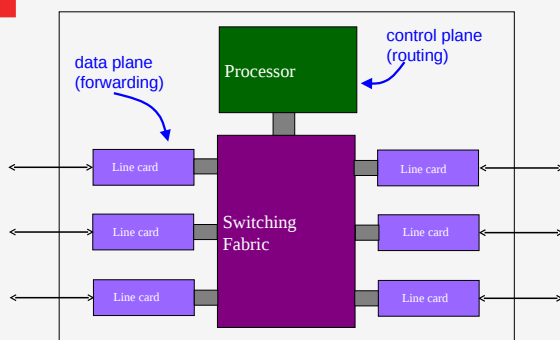 control plane
(routing)
data plane
(forwarding)
Processor
Line card
Line card
Line card
Switching
Fabric
Line card
Line card
Line card